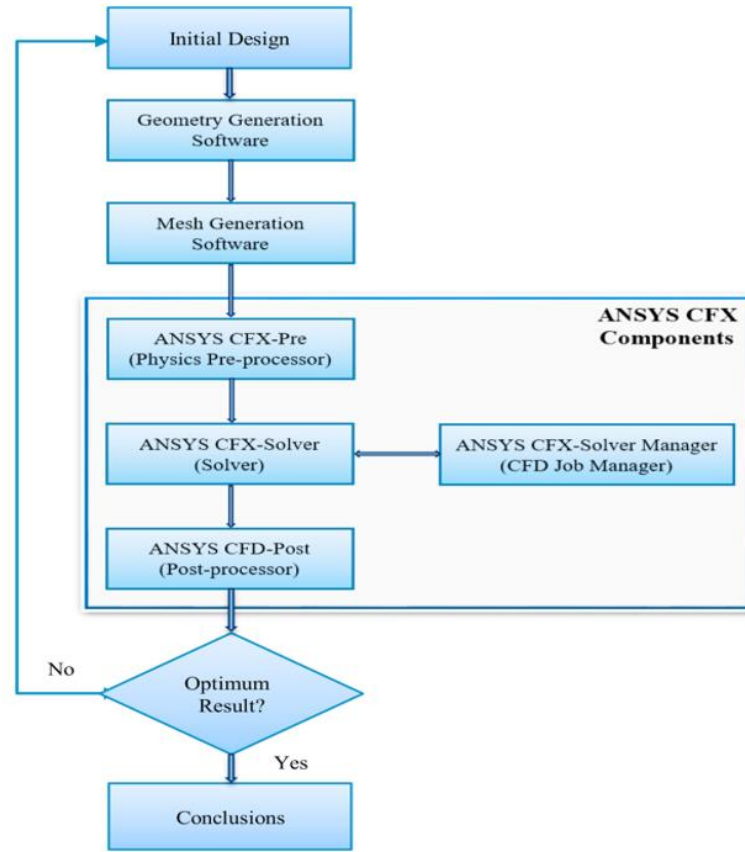 Initial Design
Geometry Generation
Software
Mesh Generation
Software
ANSYS CFX
Components
ANSYS CFX-Pre
(Physics Pre-processor)
ANSYS CFX-Solver
(Solver)
ANSYS CFX-Solver Manager
(CFD Job Manager)
ANSYS CFD-Post
(Post-processor)
No
Optimum
Result?
Yes
Conclusions